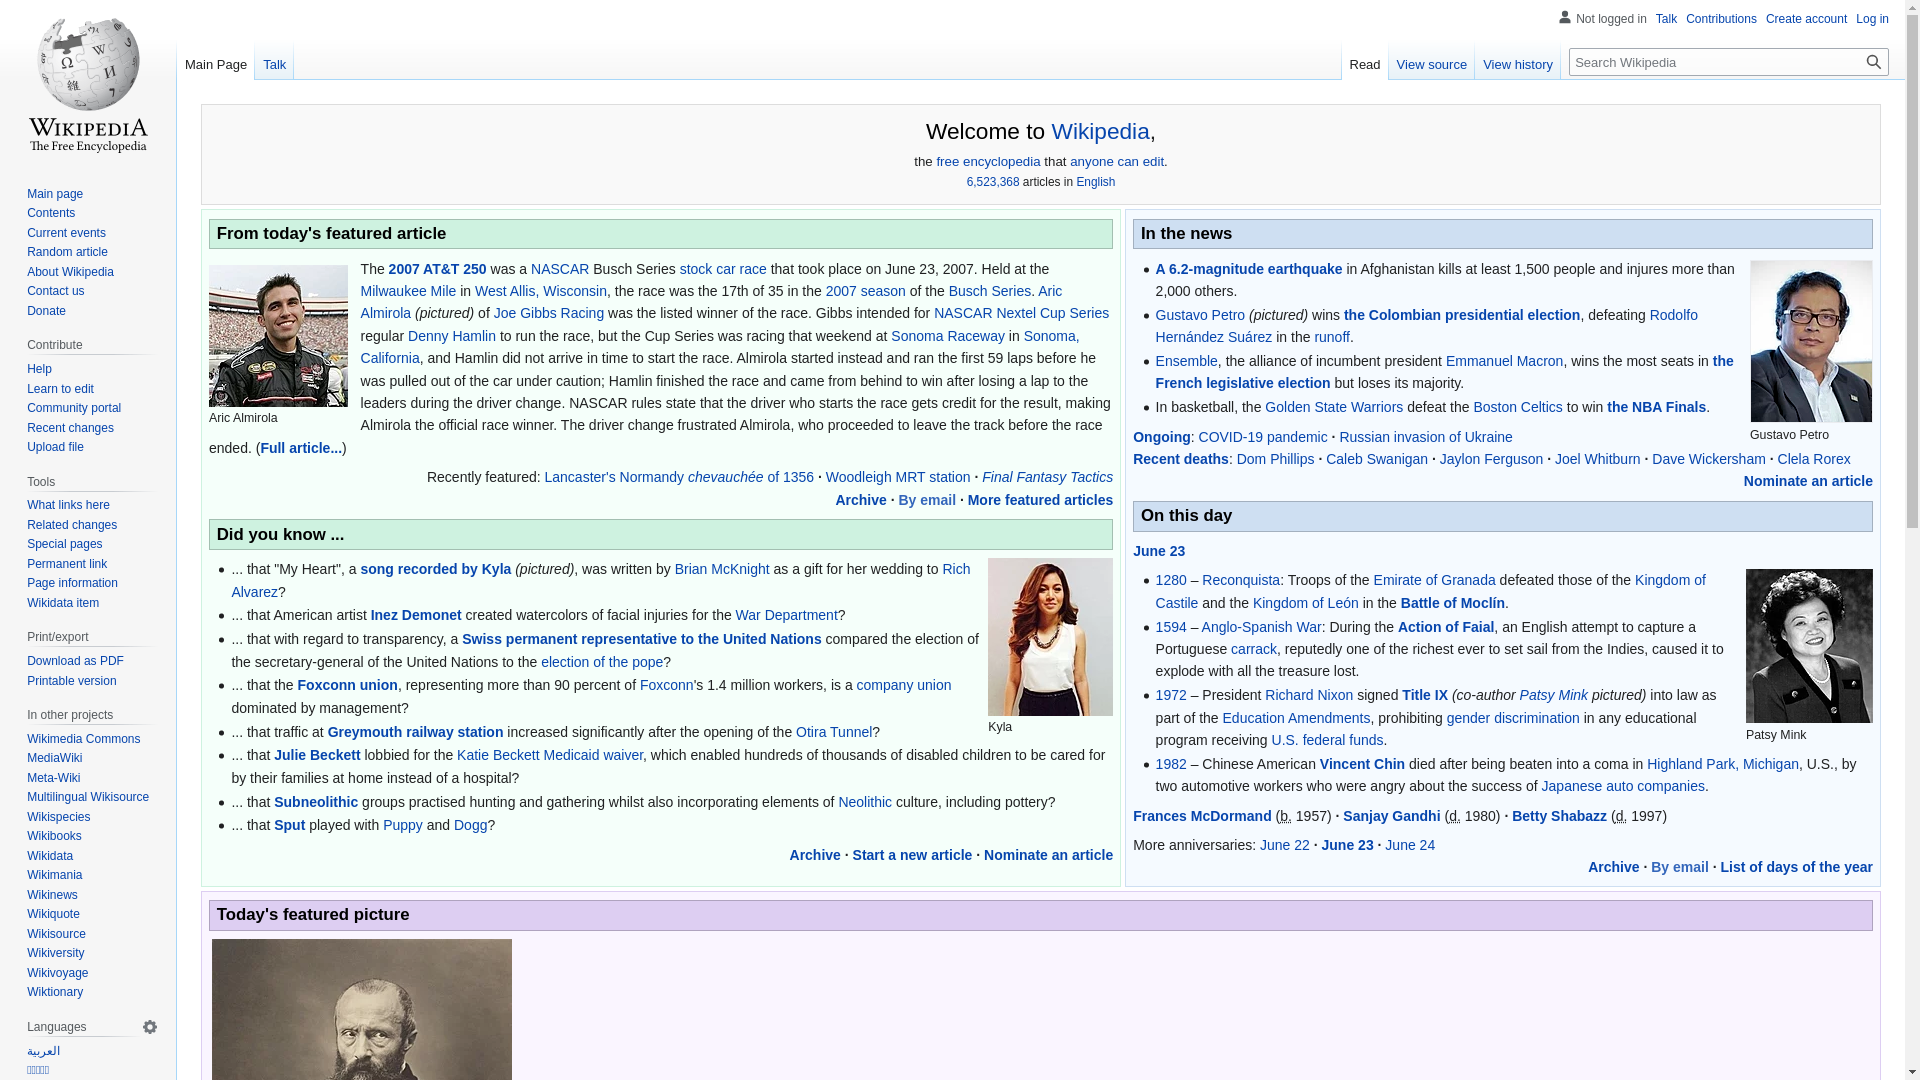 Not logged in Talk Contributions Create account Log in
Main Page Talk
Read View source View history
Search Wikipedia
WIKIPEDIA
The Free Encyclopedia
Main page
Contents
Current events
Random article
About Wikipedia
Contact us
Donate
Contribute
Help
Learn to edit
Community portal
Recent changes
Upload file
Tools
What links here
Related changes
Special pages
Permanent link
Page information
Wikidata item
Print/export
Download as PDF
Printable version
In other projects
Wikimedia Commons
MediaWiki
Meta-Wiki
Multilingual Wikisource
Wikispecies
Wikibooks
Wikidata
Wikimania
Wikinews
Wikiquote
Wikisource
Wikiversity
Wikivoyage
Wiktionary
Languages
العربية
Welcome to Wikipedia,
the free encyclopedia that anyone can edit.
6,523,368 articles in English
From today's featured article
Aric Almirola
The 2007 AT&T 250 was a NASCAR Busch Series stock car race that took place on June 23, 2007. Held at the
Milwaukee Mile in West Allis, Wisconsin, the race was the 17th of 35 in the 2007 season of the Busch Series. Aric
Almirola (pictured) of Joe Gibbs Racing was the listed winner of the race. Gibbs intended for NASCAR Nextel Cup Series
regular Denny Hamlin to run the race, but the Cup Series was racing that weekend at Sonoma Raceway in Sonoma,
California, and Hamlin did not arrive in time to start the race. Almirola started instead and ran the first 59 laps before he
was pulled out of the car under caution; Hamlin finished the race and came from behind to win after losing a lap to the
leaders during the driver change. NASCAR rules state that the driver who starts the race gets credit for the result, making
Almirola the official race winner. The driver change frustrated Almirola, who proceeded to leave the track before the race
ended. (Full article...)
Recently featured: Lancaster's Normandy chevauchée of 1356 · Woodleigh MRT station · Final Fantasy Tactics
Archive · By email · More featured articles
Did you know ...
Kyla
... that "My Heart", a song recorded by Kyla (pictured), was written by Brian McKnight as a gift for her wedding to Rich
Alvarez?
... that American artist Inez Demonet created watercolors of facial injuries for the War Department?
... that with regard to transparency, a Swiss permanent representative to the United Nations compared the election of
the secretary-general of the United Nations to the election of the pope?
... that the Foxconn union, representing more than 90 percent of Foxconn's 1.4 million workers, is a company union
dominated by management?
... that traffic at Greymouth railway station increased significantly after the opening of the Otira Tunnel?
... that Julie Beckett lobbied for the Katie Beckett Medicaid waiver, which enabled hundreds of thousands of disabled children to be cared for
by their families at home instead of a hospital?
... that Subneolithic groups practised hunting and gathering whilst also incorporating elements of Neolithic culture, including pottery?
... that Sput played with Puppy and Dogg?
Archive · Start a new article · Nominate an article
In the news
Gustavo Petro
A 6.2-magnitude earthquake in Afghanistan kills at least 1,500 people and injures more than
2,000 others.
Gustavo Petro (pictured) wins the Colombian presidential election, defeating Rodolfo
Hernández Suárez in the runoff.
Ensemble, the alliance of incumbent president Emmanuel Macron, wins the most seats in the
French legislative election but loses its majority.
In basketball, the Golden State Warriors defeat the Boston Celtics to win the NBA Finals.
Ongoing: COVID-19 pandemic · Russian invasion of Ukraine
Recent deaths: Dom Phillips · Caleb Swanigan · Jaylon Ferguson · Joel Whitburn · Dave Wickersham · Clela Rorex
Nominate an article
On this day
June 23
Patsy Mink
1280 – Reconquista: Troops of the Emirate of Granada defeated those of the Kingdom of
Castile and the Kingdom of León in the Battle of Moclín.
1594 – Anglo-Spanish War: During the Action of Faial, an English attempt to capture a
Portuguese carrack, reputedly one of the richest ever to set sail from the Indies, caused it to
explode with all the treasure lost.
1972 – President Richard Nixon signed Title IX (co-author Patsy Mink pictured) into law as
part of the Education Amendments, prohibiting gender discrimination in any educational
program receiving U.S. federal funds.
1982 – Chinese American Vincent Chin died after being beaten into a coma in Highland Park, Michigan, U.S., by
two automotive workers who were angry about the success of Japanese auto companies.
Frances McDormand (b. 1957) · Sanjay Gandhi (d. 1980) · Betty Shabazz (d. 1997)
More anniversaries: June 22 · June 23 · June 24
Archive · By email · List of days of the year
Today's featured picture